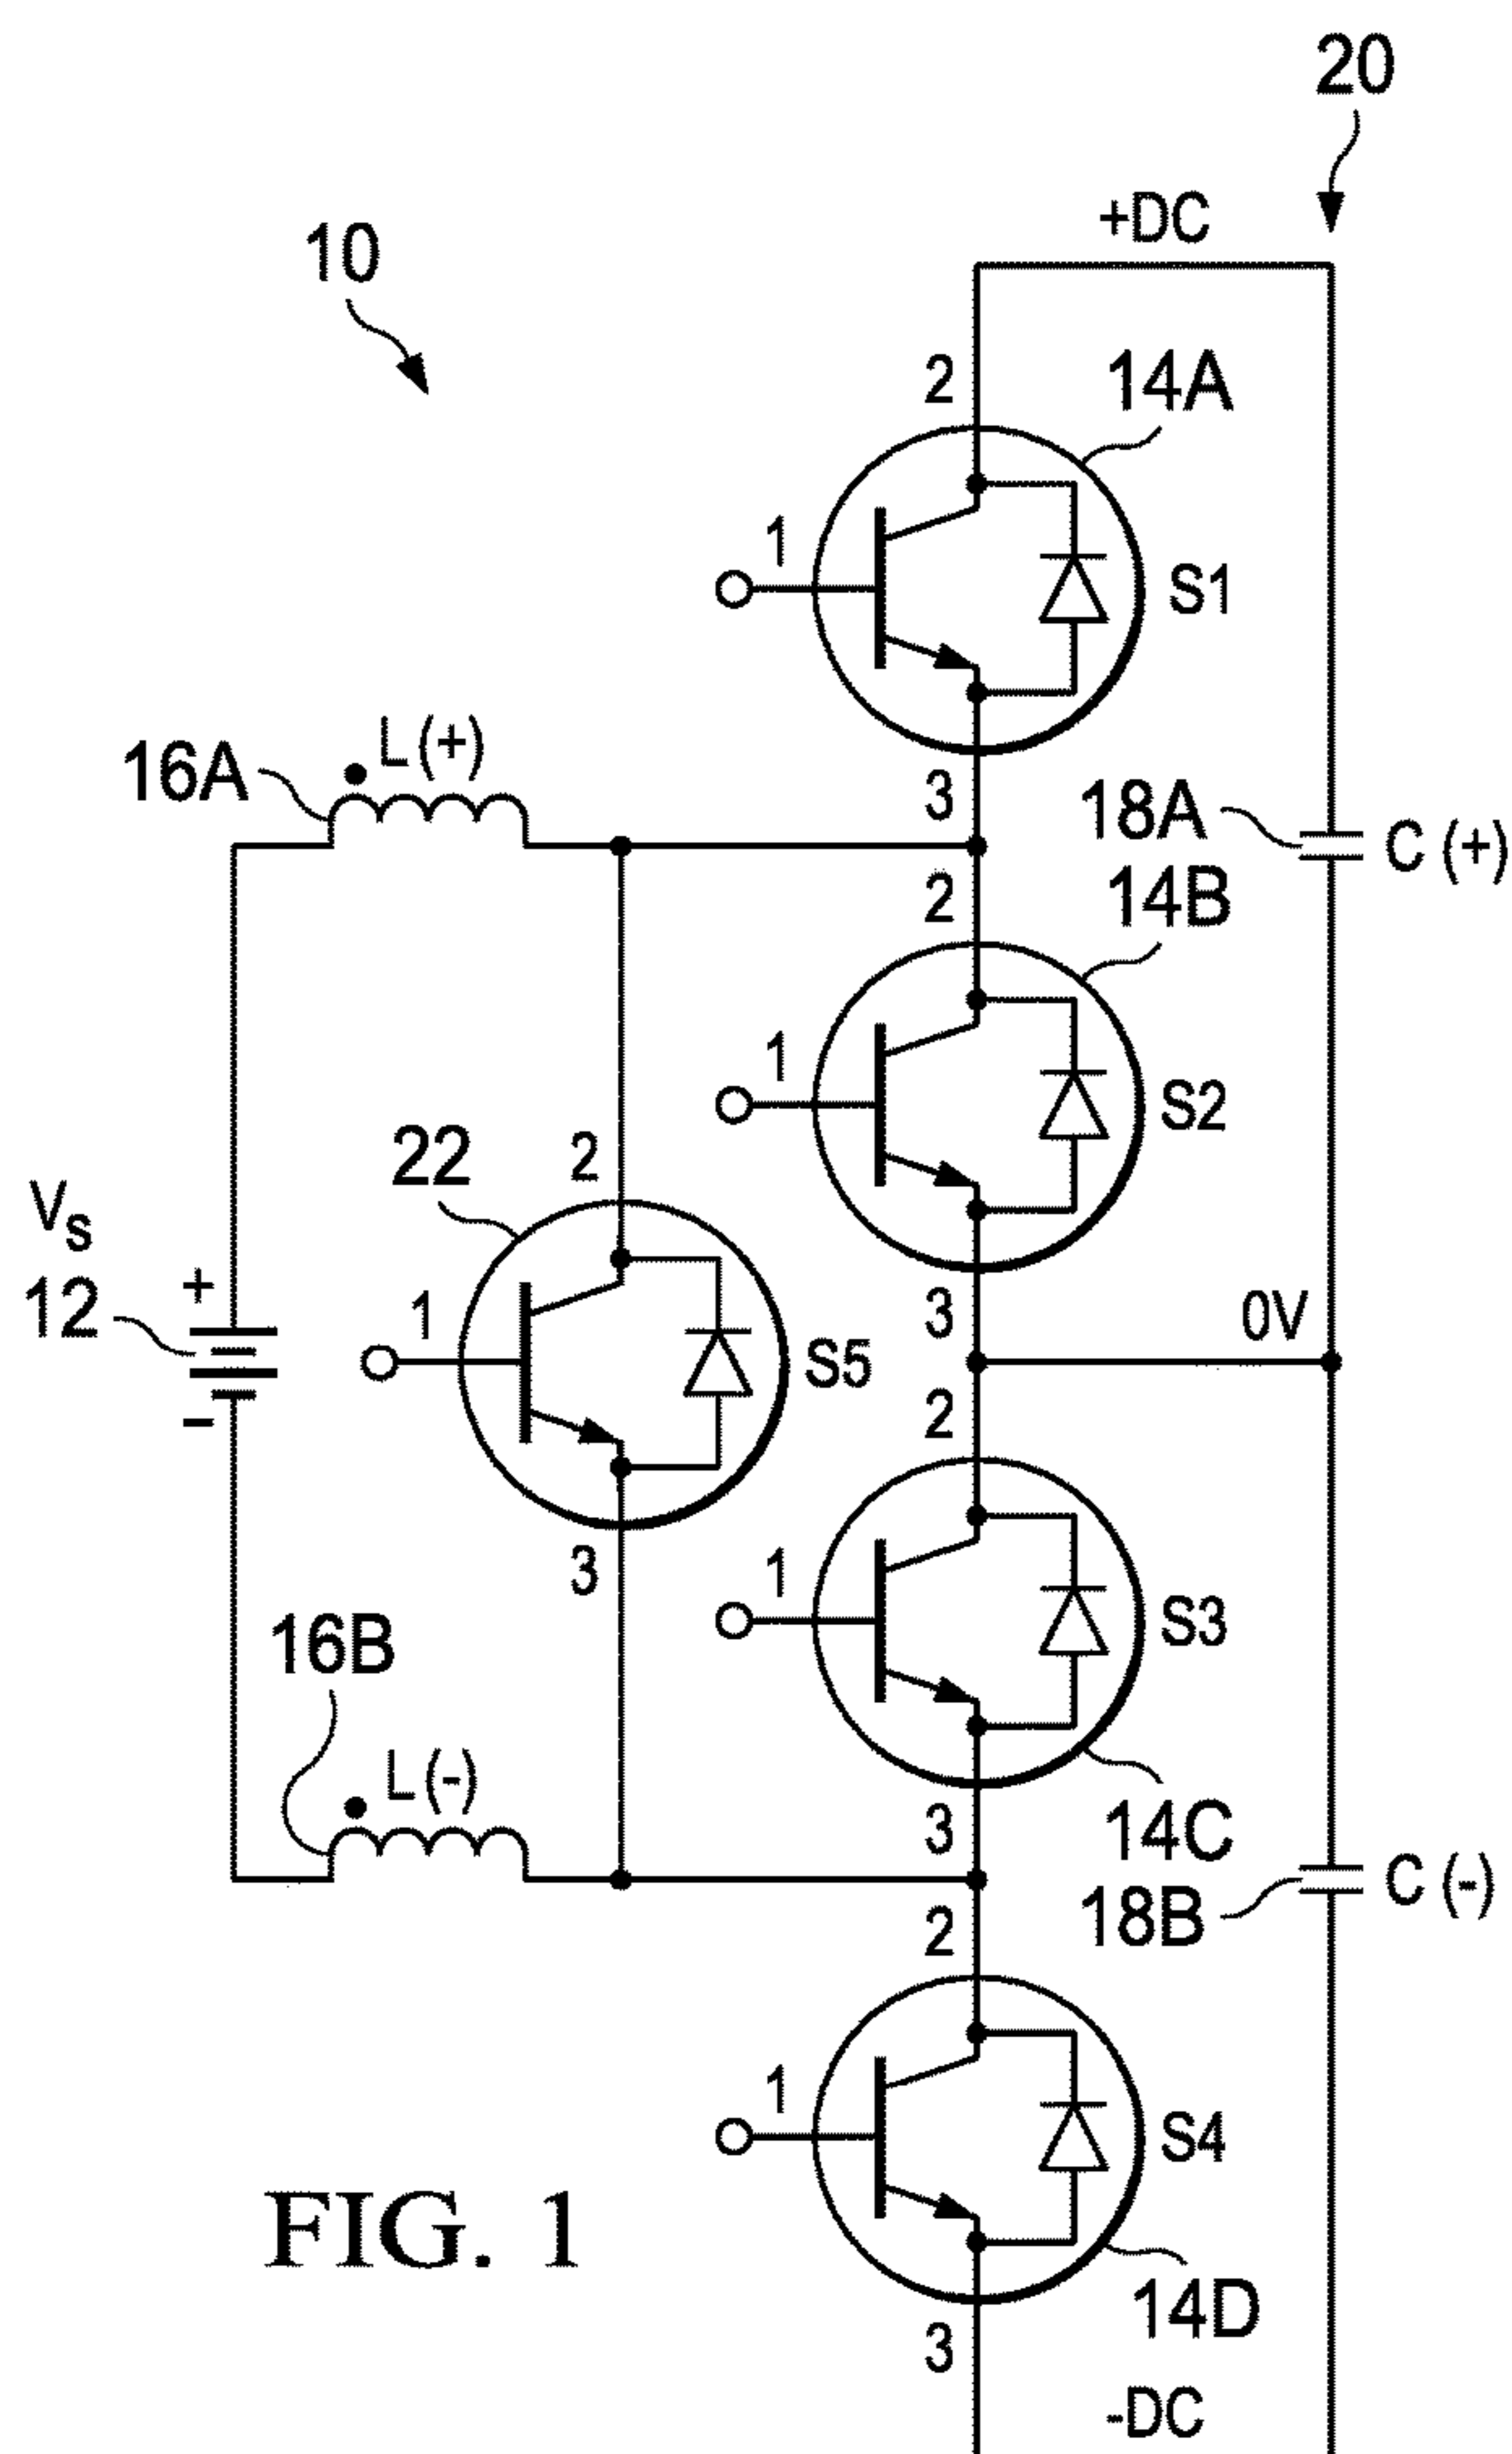 20
+DC
10
2
14A
1
S1
L (+)
16A
3
18A
C (+)
2
14B
1
S2
22
2
Vs
12
+
-
1
S5
3
0V
2
3
1
S3
16B
L (-)
3
14C
18B
C (-)
2
1
S4
FIG. 1
14D
3
-DC